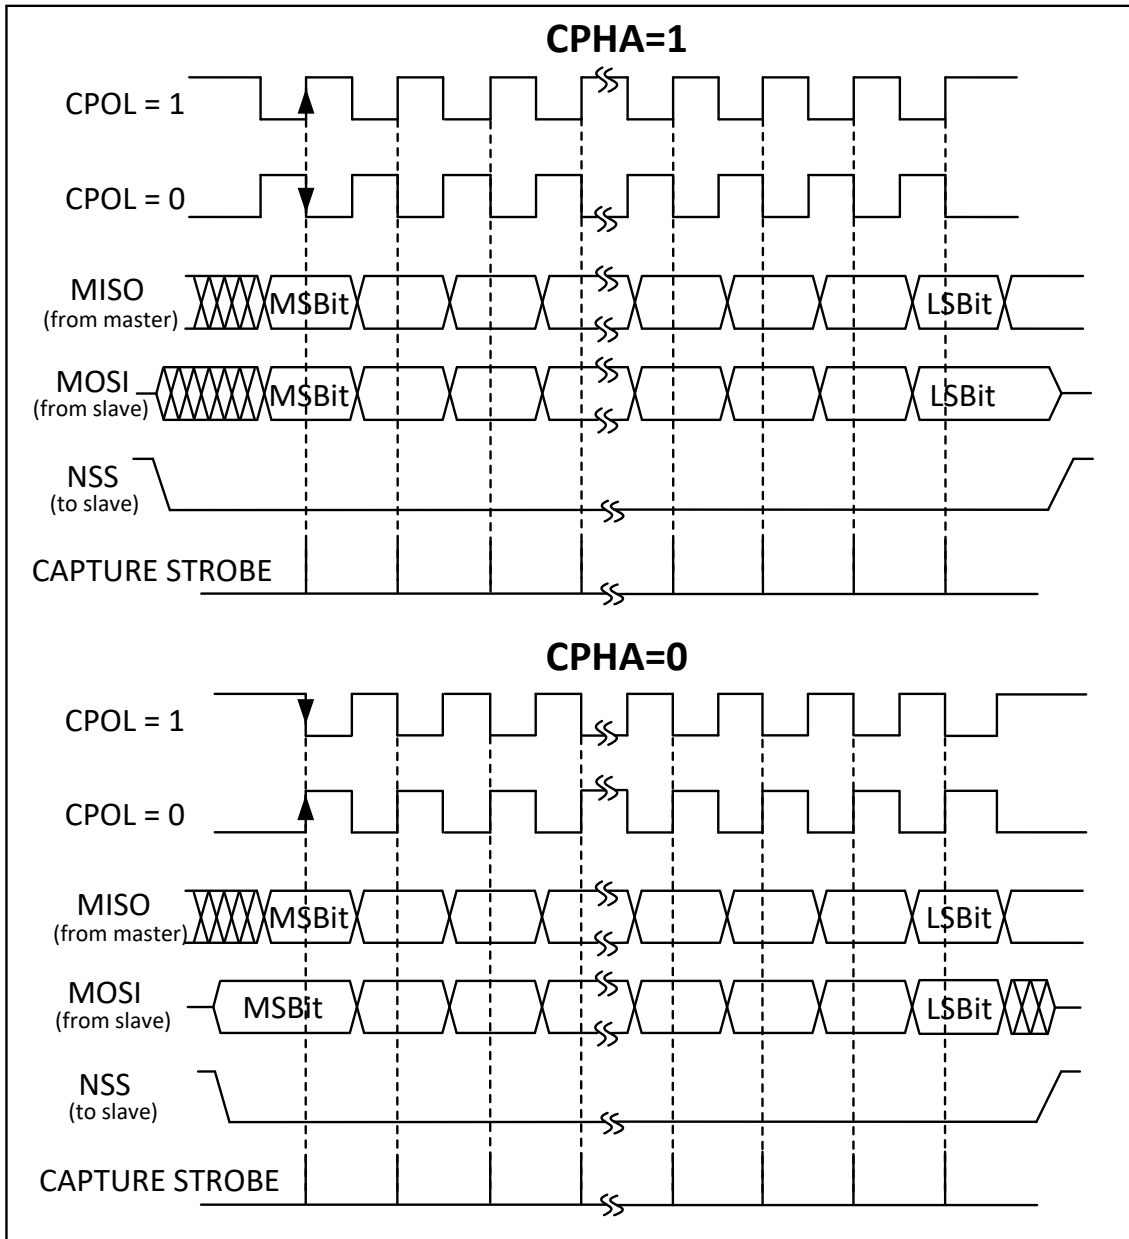 CPHA=1
CPOL = 1
CPOL = 0
MISO
(from master)
MSBit
LSBit
MOSI
(from slave)
MSBit
LSBit
NSS
(to slave)
CAPTURE STROBE
CPHA=0
CPOL = 1
CPOL = 0
MISO
(from master)
MSBit
LSBit
MOSI
(from slave)
MSBit
LSBit
NSS
(to slave)
CAPTURE STROBE